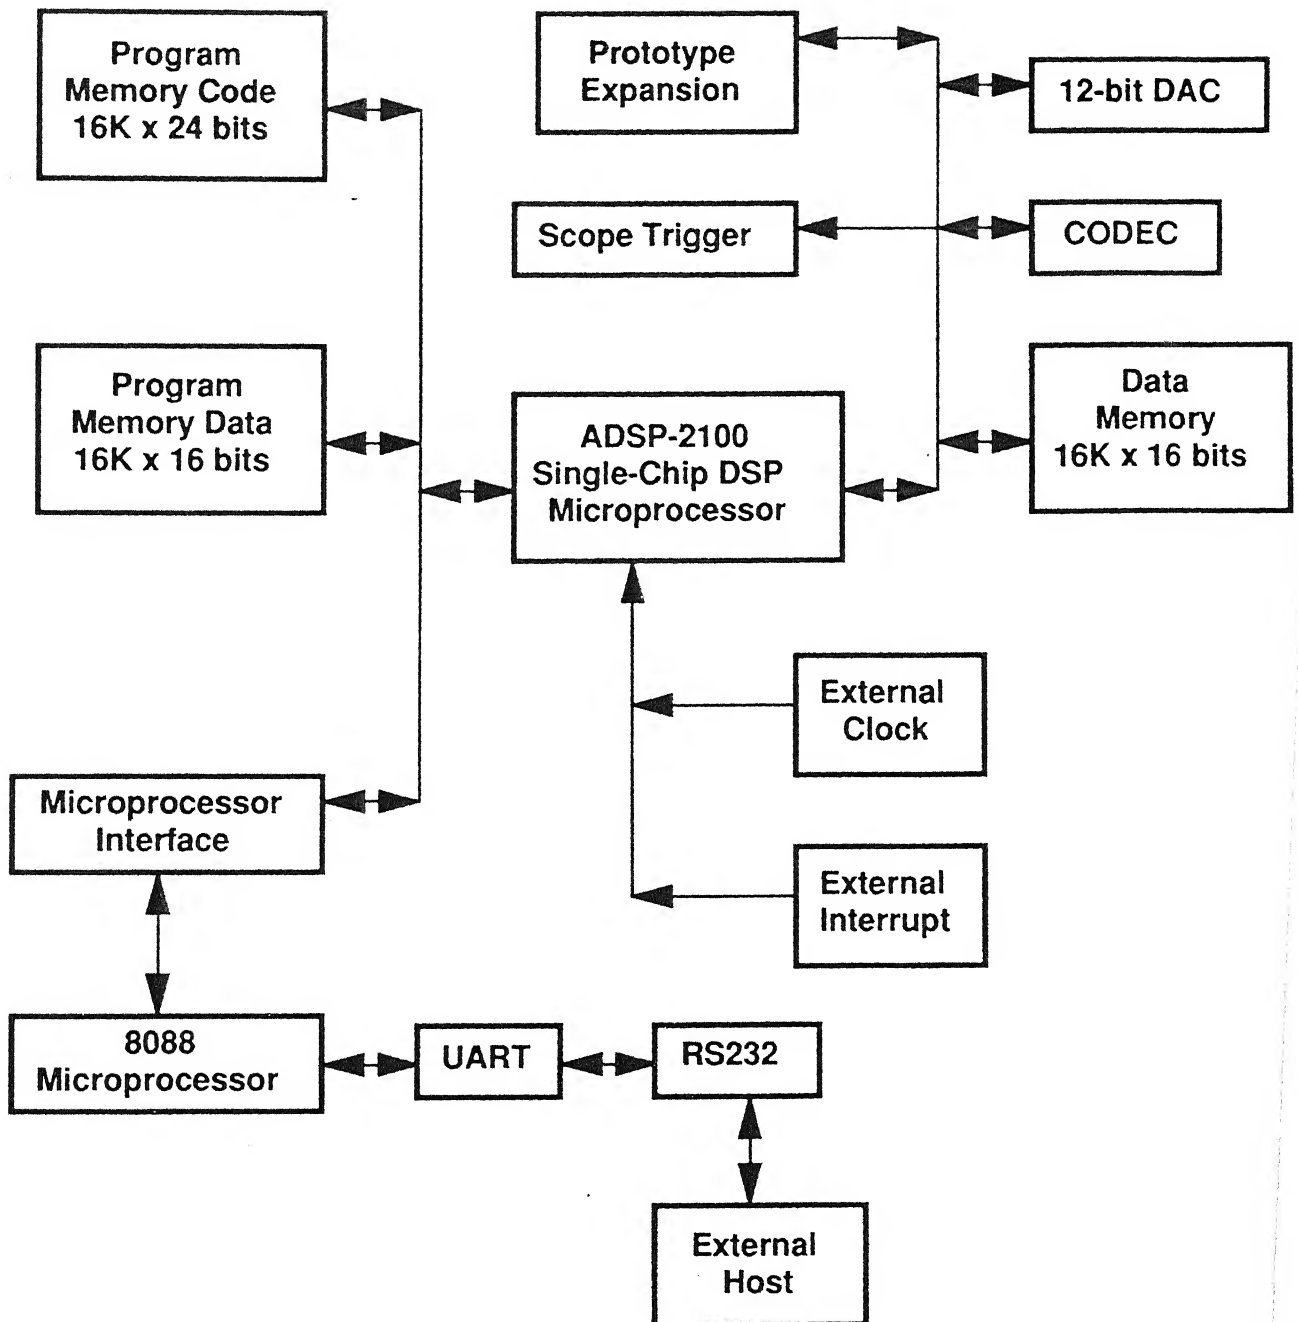 Program
Memory Code
16K x 24 bits
Prototype
Expansion
12-bit DAC
Scope Trigger
CODEC
Program
Memory Data
16K x 16 bits
ADSP-2100
Single-Chip DSP
Microprocessor
Data
Memory
16K x 16 bits
External
Clock
Microprocessor
Interface
External
Interrupt
8088
Microprocessor
UART
RS232
External
Host